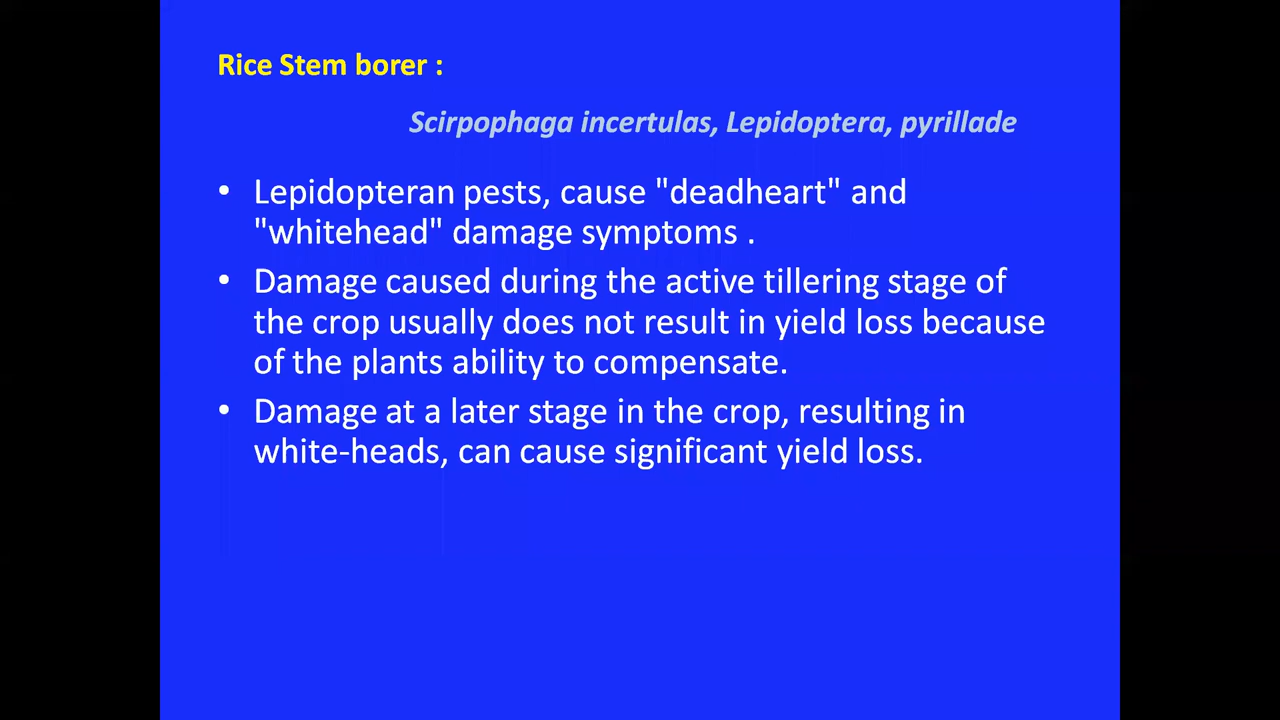 Rice Stem borer :
Scirpophaga incertulas, Lepidoptera, pyrillade
• Lepidopteran pests, cause "deadheart" and
"whitehead" damage symptoms .
• Damage caused during the active tillering stage of
the crop usually does not result in yield loss because
of the plants ability to compensate.
• Damage at a later stage in the crop, resulting in
white-heads, can cause significant yield loss.